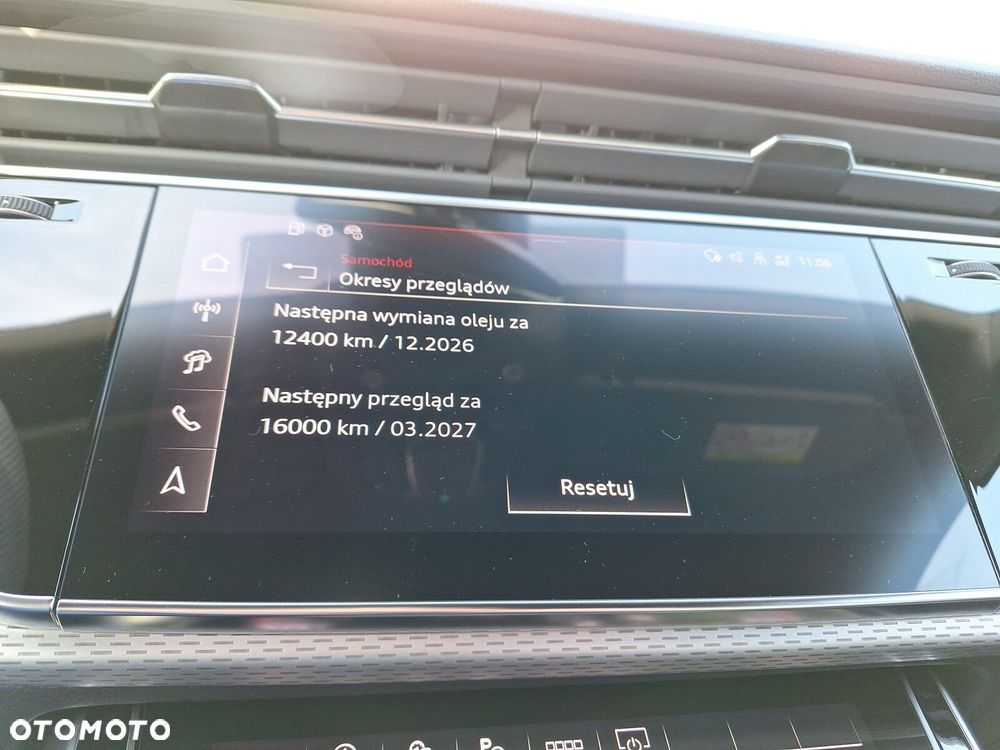 11:06
Samochód
Okresy przeglądów
Następna wymiana oleju za
12400 km / 12.2026
Następny przegląd za
16000 km / 03.2027
Resetuj
OTOMOTO